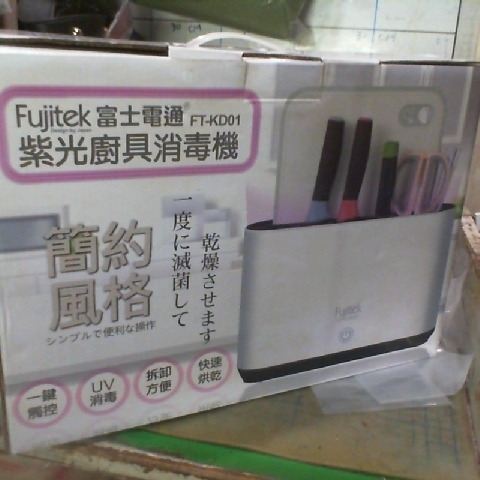 Fujitek 富士電通® FT-KD01
Design by Japan
紫光廚具消毒機
簡約
風格
シンプルで便利な操作
一度に滅菌して
乾燥させます
一鍵
觸控
UV
消毒
拆卸
方便
快速
烘乾
Fujitek